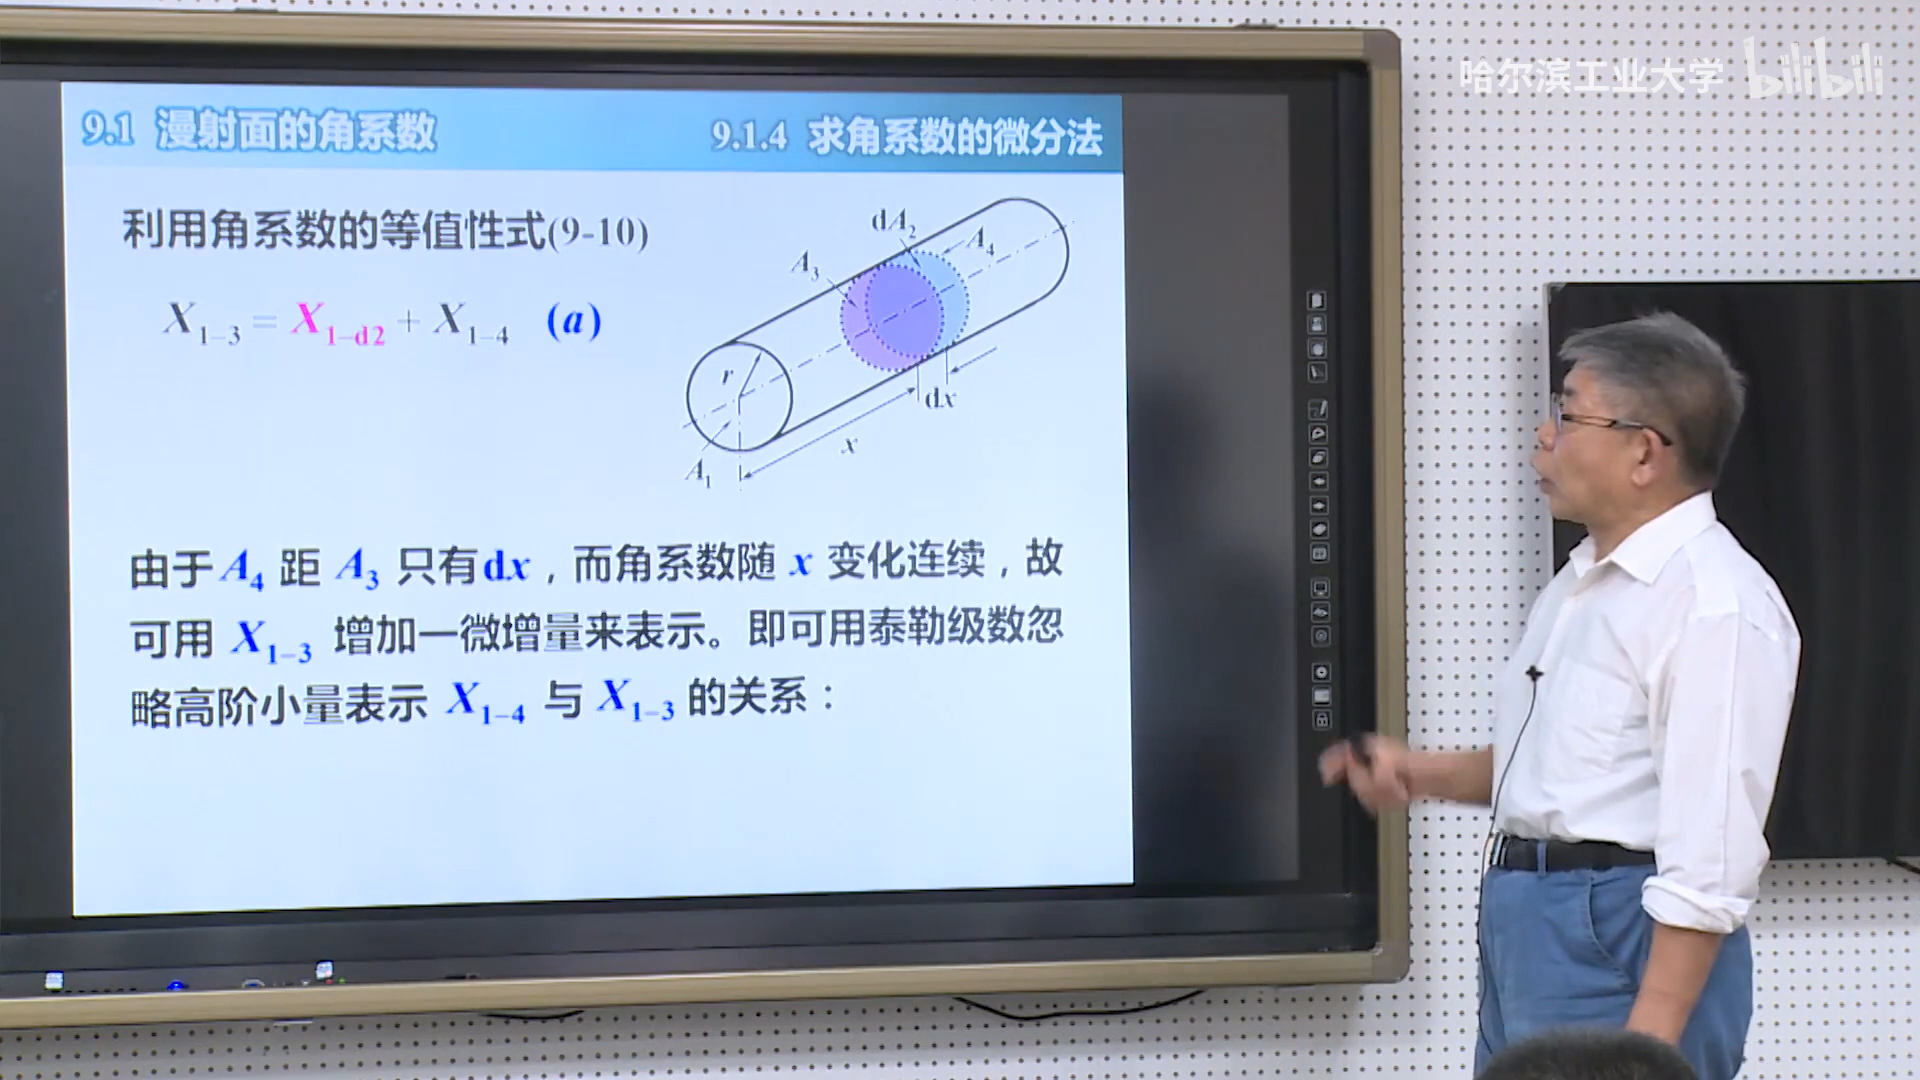 哈尔滨工业大学 bilibili
9.1 漫射面的角系数
9.1.4 求角系数的微分法
利用角系数的等值性式(9-10)
X1-3 = X1-d2 + X1-4 (a)
dA2
A4
A3
r
dx
x
A1
由于 A4 距 A3 只有dx，而角系数随 x 变化连续，故
可用 X1-3 增加一微增量来表示。即可用泰勒级数忽
略高阶小量表示 X1-4 与 X1-3 的关系：